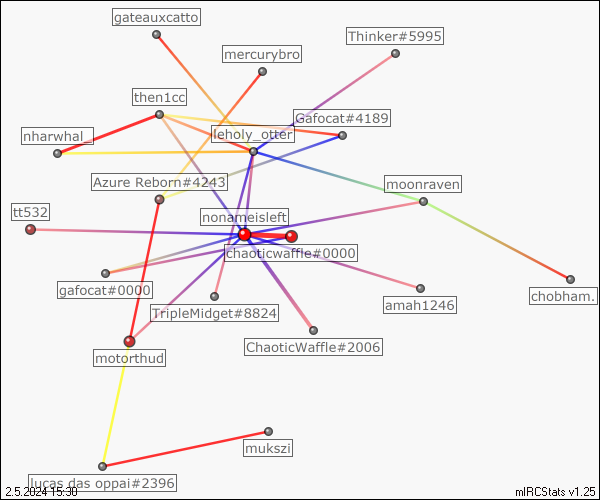 gateauxcatto
Thinker#5995
mercurybro
then1cc
Gafocat#4189
nharwhal_
leholy_otter
Azure Reborn#4243
moonraven
tt532
nonameisleft
chaoticwaffle#0000
gafocat#0000
amah1246
chobham.
TripleMidget#8824
ChaoticWaffle#2006
motorthud
mukszi
lucas das oppai#2396
2.5.2024 15:30
mIRCStats v1.25